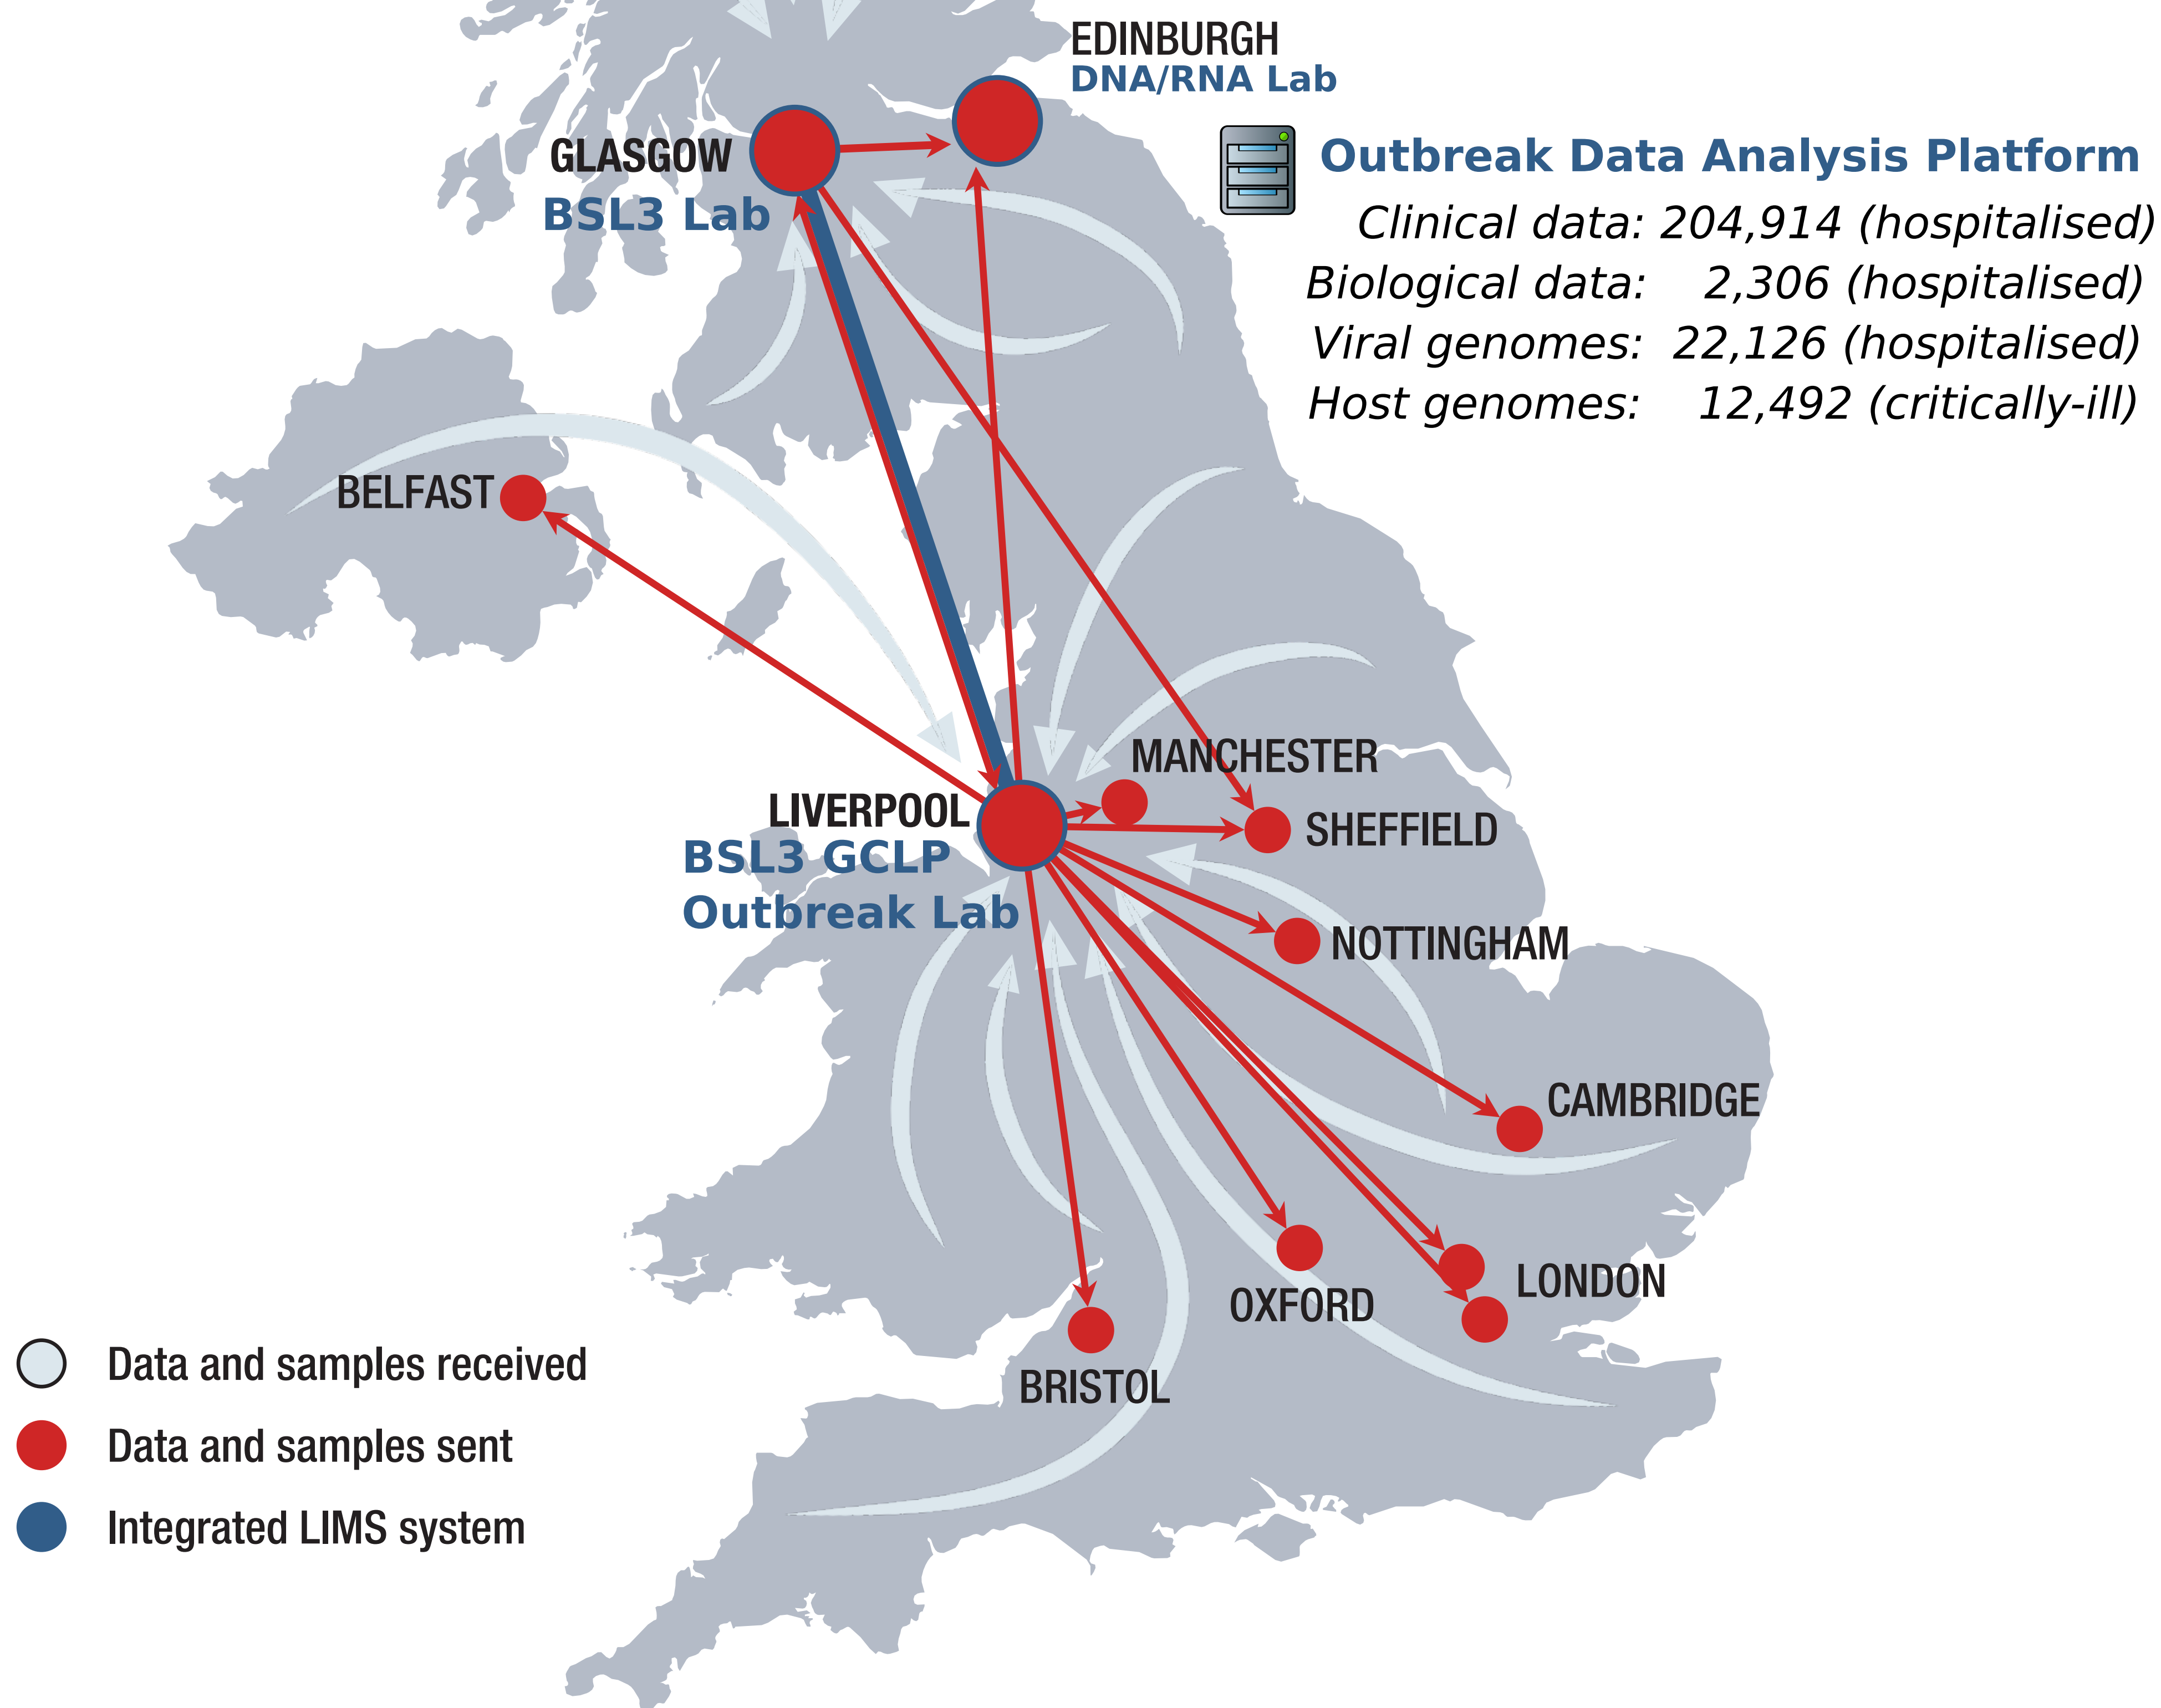 EDINBURGH
DNA/RNA Lab
GLASGOW
BSL3 Lab
Outbreak Data Analysis Platform
Clinical data: 204,914 (hospitalised)
Biological data: 2,306 (hospitalised)
Viral genomes: 22,126 (hospitalised)
Host genomes: 12,492 (critically-ill)
BELFAST
MANCHESTER
LIVERPOOL
BSL3 GCLP
Outbreak Lab
SHEFFIELD
NOTTINGHAM
CAMBRIDGE
LONDON
OXFORD
BRISTOL
Data and samples received
Data and samples sent
Integrated LIMS system